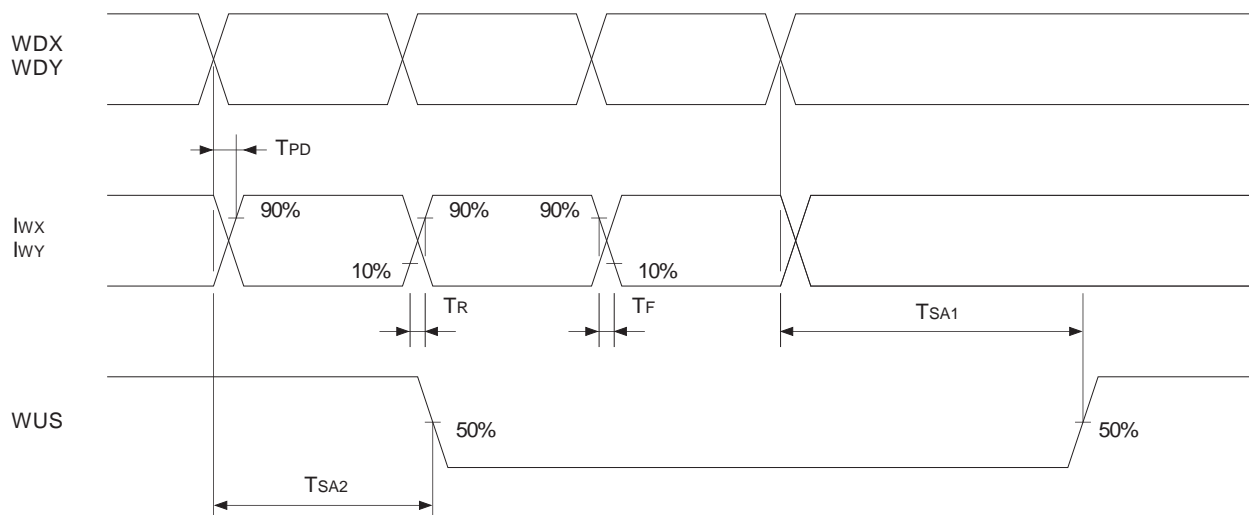 WDX
WDY
TPD
90%
90%
90%
IWX
IWY
10%
10%
TR
TF
TSA1
WUS
50%
50%
TSA2